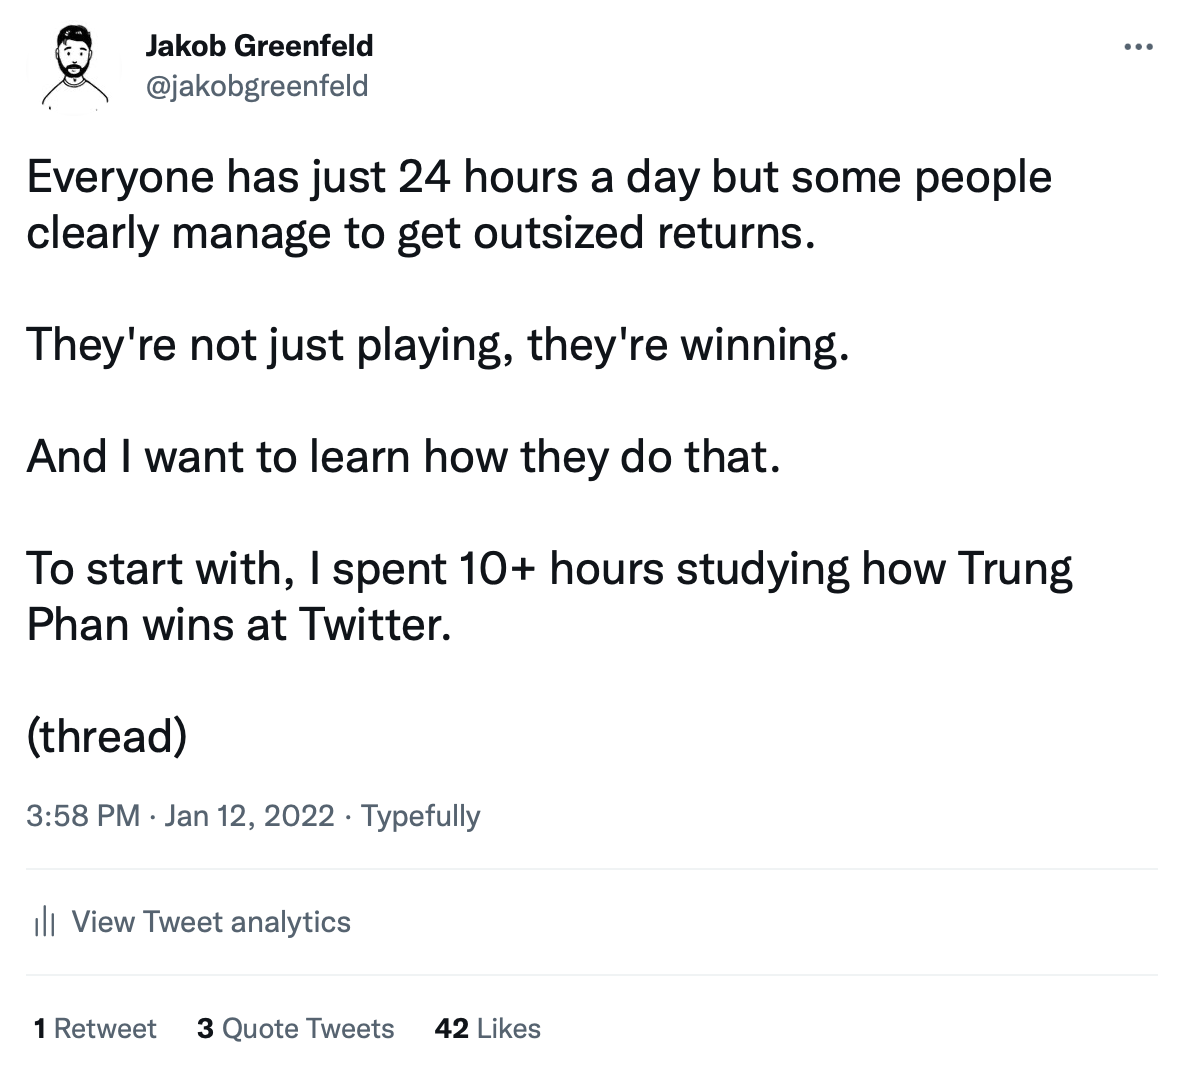 Jakob Greenfeld
@jakobgreenfeld
Everyone has just 24 hours a day but some people
clearly manage to get outsized returns.
They're not just playing, they're winning.
And I want to learn how they do that.
To start with, I spent 10+ hours studying how Trung
Phan wins at Twitter.
(thread)
3:58 PM · Jan 12, 2022 · Typefully
View Tweet analytics
1 Retweet 3 Quote Tweets 42 Likes